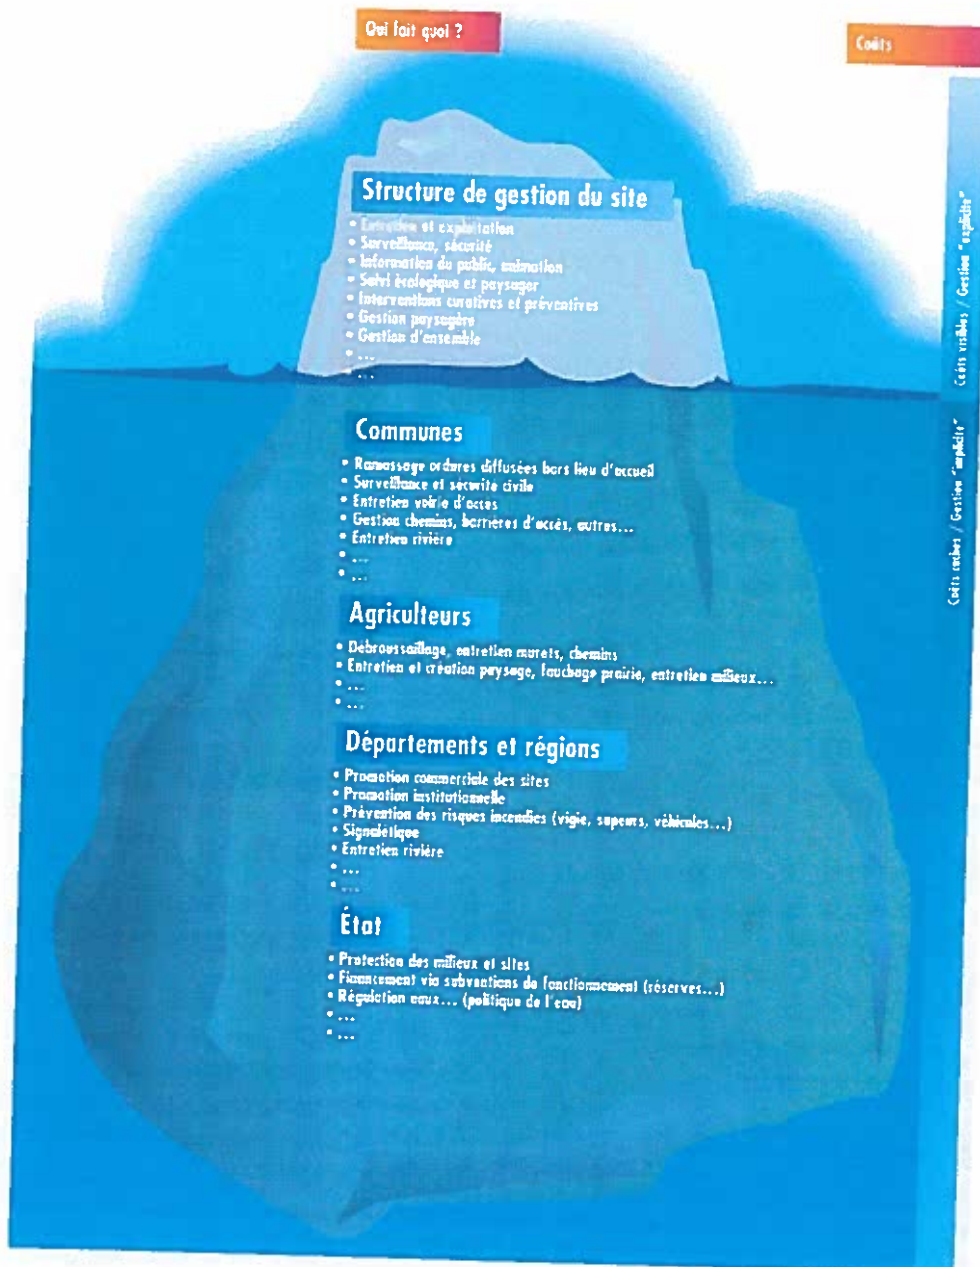 Qui fait quoi ?
Coûts
Structure de gestion du site
• Entretien et exploitation
• Surveillance, sécurité
• Information du public, animation
• Suivi écologique et paysager
• Interventions curatives et préventives
• Gestion paysagère
• Gestion d'ensemble
• ...
• ...
Coûts visibles / Gestion "explicite"
Communes
• Ramassage ordures diffusées hors lieu d'accueil
• Surveillance et sécurité civile
• Entretien voirie d'accès
• Gestion chemins, barrières d'accès, autres...
• Entretien rivière
• ...
• ...
Coûts cachés / Gestion "implicite"
Agriculteurs
• Débroussaillage, entretien murets, chemins
• Entretien et création paysage, fauchage prairie, entretien milieux...
• ...
• ...
Départements et régions
• Promotion commerciale des sites
• Promotion institutionnelle
• Prévention des risques incendies (vigie, sapeurs, véhicules...)
• Signalétique
• Entretien rivière
• ...
• ...
État
• Protection des milieux et sites
• Financement via subventions de fonctionnement (réserves...)
• Régulation eaux... (politique de l'eau)
• ...
• ...